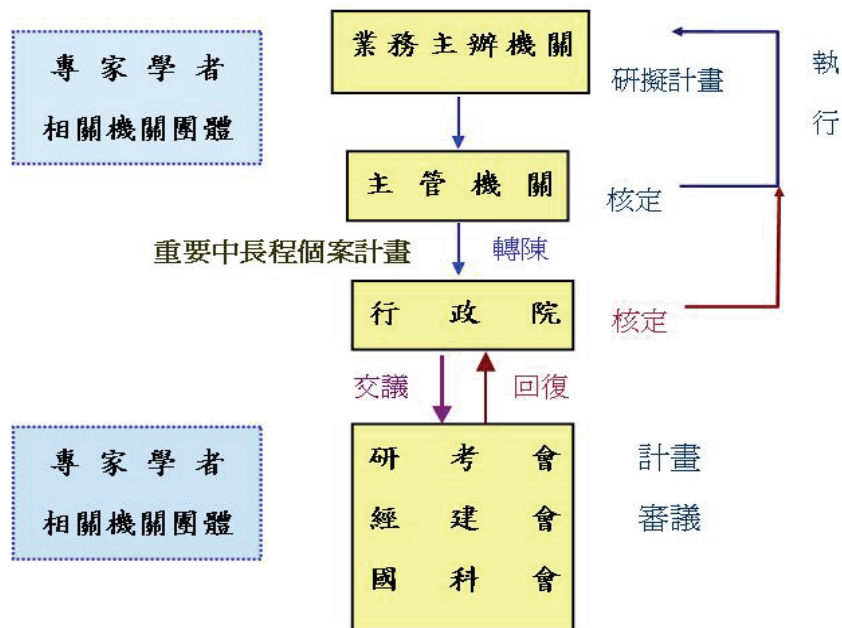 業務主辦機關
專家學者
相關機關團體
研擬計畫
執
行
主管機關
核定
重要中長程個案計畫
轉陳
行政院
核定
交議
回復
專家學者
相關機關團體
研考會
經建會
國科會
計畫
審議